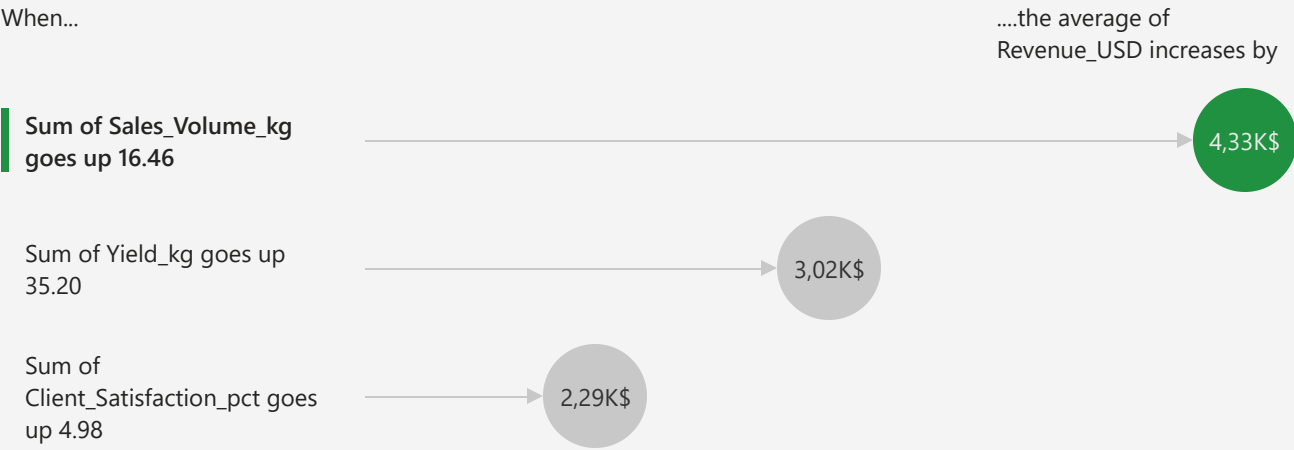 When...
....the average of
Revenue_USD increases by
Sum of Sales_Volume_kg
goes up 16.46
4,33K$
Sum of Yield_kg goes up
35.20
3,02K$
Sum of
Client_Satisfaction_pct goes
up 4.98
2,29K$